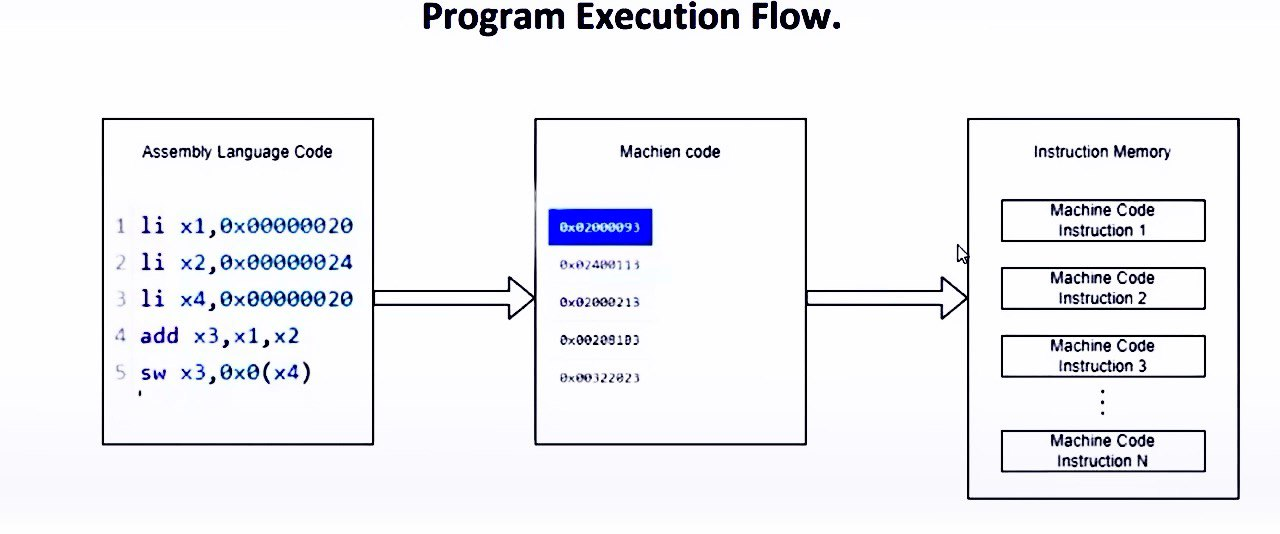 Program Execution Flow.
Assembly Language Code
1 li x1,0x00000020
2 li x2,0x00000024
3 li x4,0x00000020
4 add x3,x1,x2
5 sw x3,0x0(x4)
Machien code
0x02000093
0x02400113
0x02000213
0x002081B3
0x00322023
Instruction Memory
Machine Code
Instruction 1
Machine Code
Instruction 2
Machine Code
Instruction 3
Machine Code
Instruction N